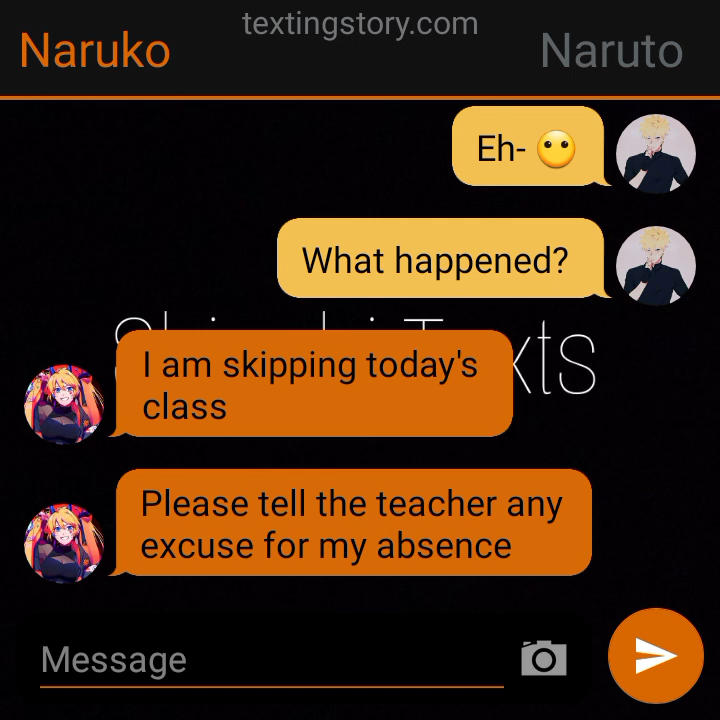 textingstory.com
Naruko
Naruto
Eh- 😶
What happened?
I am skipping today's
class
Please tell the teacher any
excuse for my absence
Message